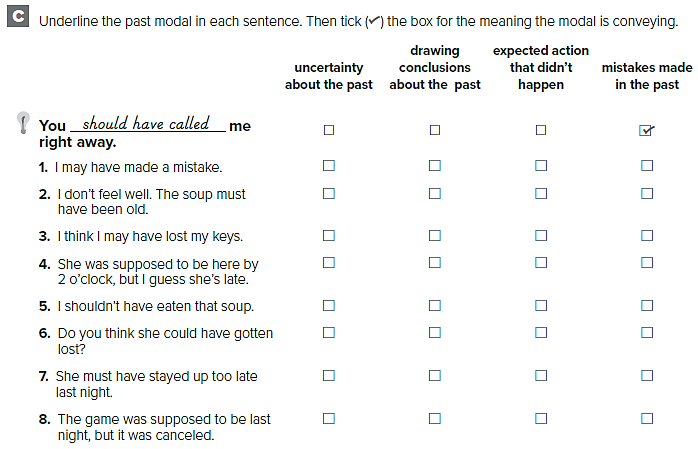 C Underline the past modal in each sentence. Then tick (✓) the box for the meaning the modal is conveying.
uncertainty about the past
drawing conclusions about the past
expected action that didn't happen
mistakes made in the past
You should have called me
right away.
1. I may have made a mistake.
2. I don't feel well. The soup must
have been old.
3. I think I may have lost my keys.
4. She was supposed to be here by
2 o'clock, but I guess she's late.
5. I shouldn't have eaten that soup.
6. Do you think she could have gotten
lost?
7. She must have stayed up too late
last night.
8. The game was supposed to be last
night, but it was canceled.